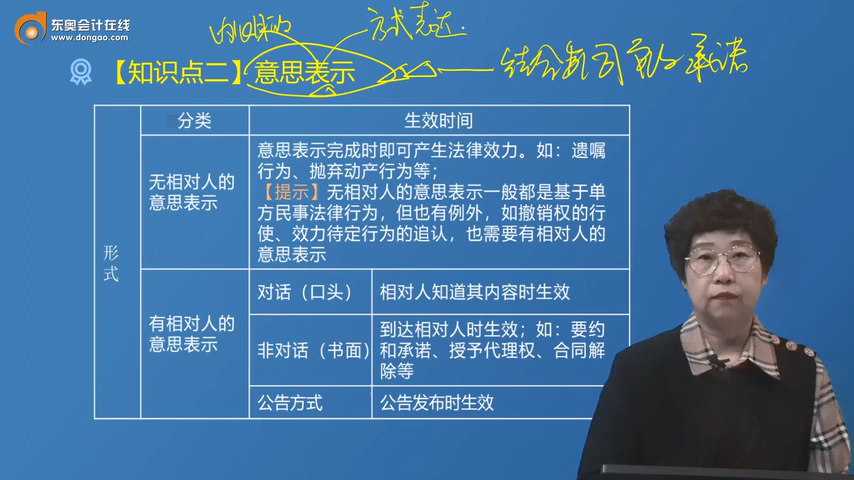 东奥会计在线
www.dongao.com
方式表达
【知识点二】意思表示
分类
生效时间
形式
无相对人的
意思表示
意思表示完成时即可产生法律效力。如：遗嘱
行为、抛弃动产行为等；
【提示】无相对人的意思表示一般都是基于单
方民事法律行为，但也有例外，如撤销权的行
使、效力待定行为的追认，也需要有相对人的
意思表示
有相对人的
意思表示
对话（口头）
相对人知道其内容时生效
非对话（书面）
到达相对人时生效；如：要约
和承诺、授予代理权、合同解
除等
公告方式
公告发布时生效